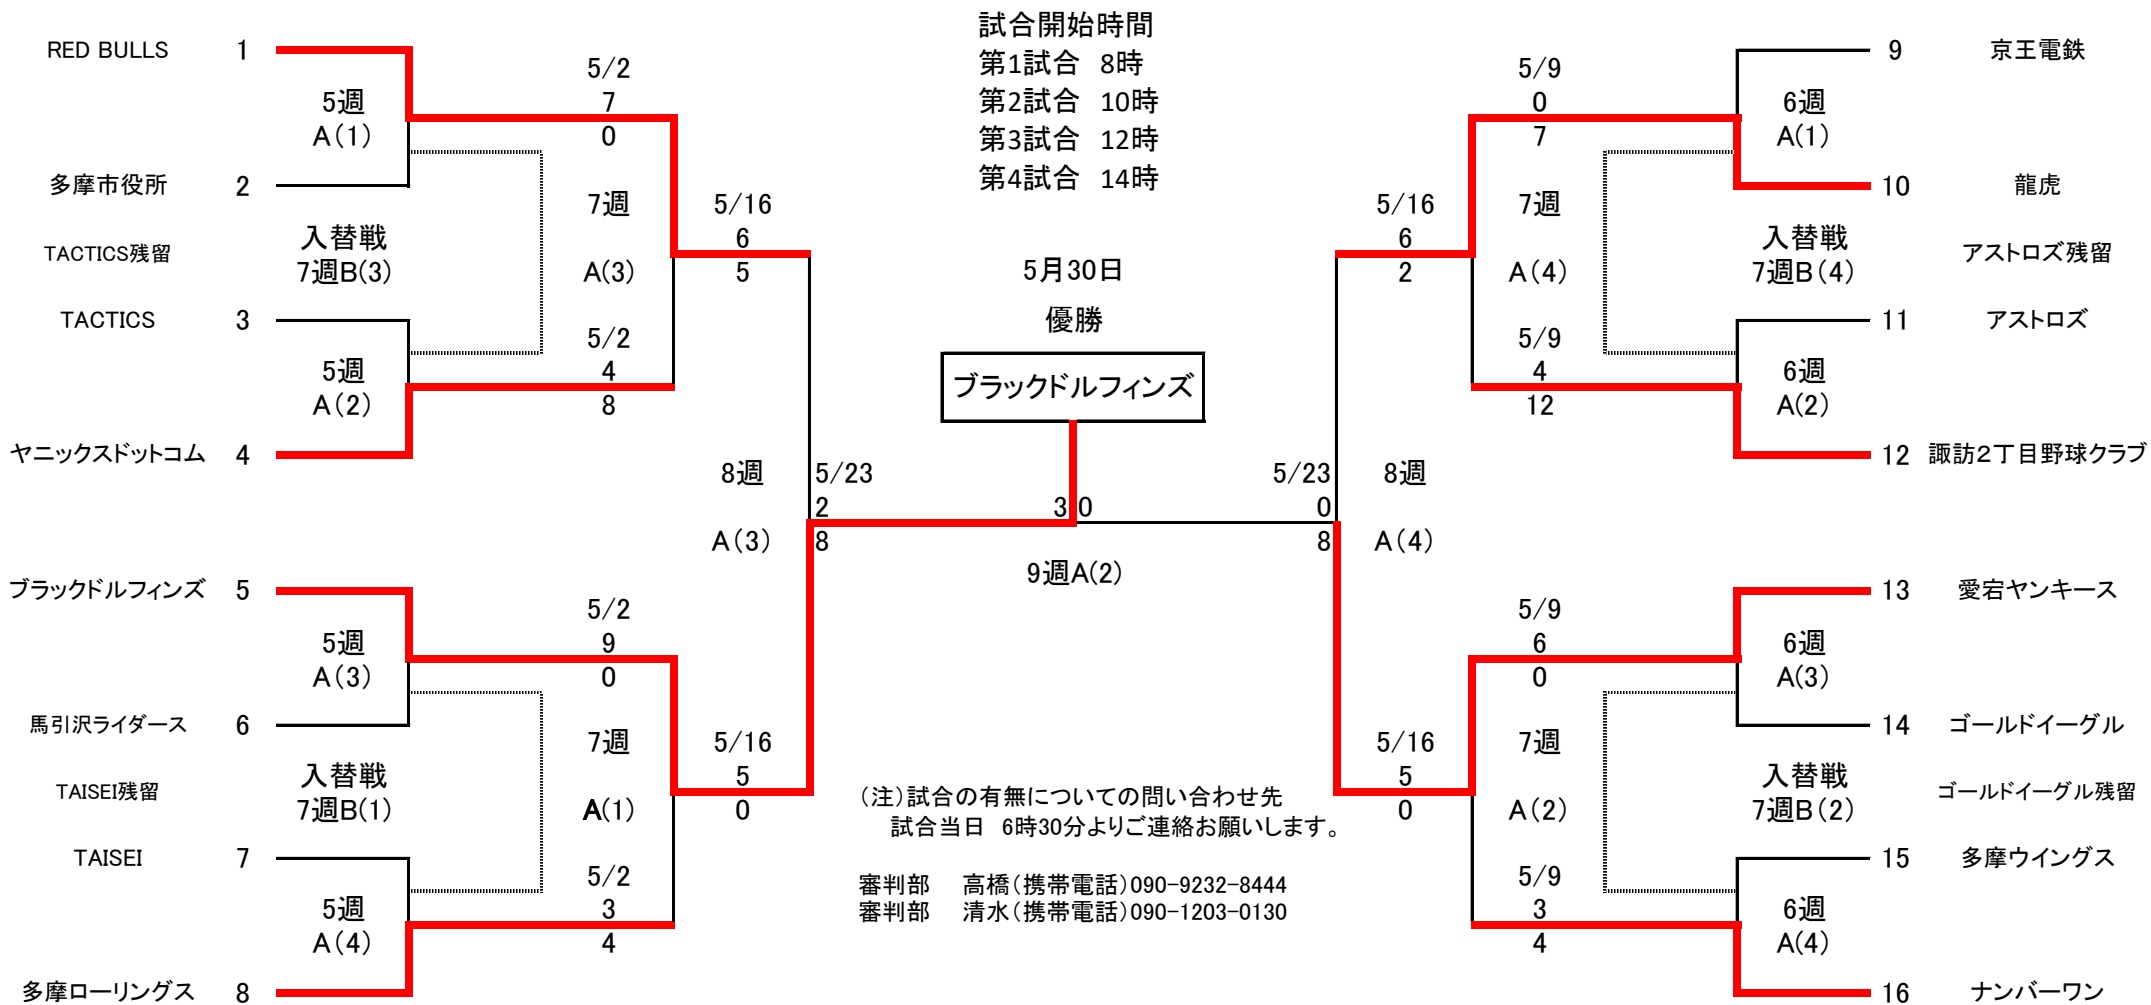 試合開始時間
第1試合 8時
第2試合 10時
第3試合 12時
第4試合 14時
RED BULLS 1
5週
A(1)
多摩市役所 2
TACTICS残留
入替戦
7週B(3)
TACTICS 3
5週
A(2)
ヤニックスドットコム 4
ブラックドルフィンズ 5
5週
A(3)
馬引沢ライダース 6
TAISEI残留
入替戦
7週B(1)
TAISEI 7
5週
A(4)
多摩ローリングス 8
5/2
7
0
7週
A(3)
5/2
4
8
5/2
9
0
7週
A(1)
5/2
3
4
5/16
6
5
8週
A(3)
5/16
5
0
5/23
2
8
5月30日
優勝
ブラックドルフィンズ
3 0
9週A(2)
5/23
0
8
5/16
6
2
8週
A(4)
5/16
5
0
5/9
0
7
7週
A(4)
5/9
4
12
5/9
6
0
7週
A(2)
5/9
3
4
9 京王電鉄
6週
A(1)
10 龍虎
入替戦
7週B(4)
アストロズ残留
11 アストロズ
6週
A(2)
12 諏訪2丁目野球クラブ
13 愛宕ヤンキース
6週
A(3)
14 ゴールドイーグル
入替戦
7週B(2)
ゴールドイーグル残留
15 多摩ウイングス
6週
A(4)
16 ナンバーワン
(注)試合の有無についての問い合わせ先
試合当日 6時30分よりご連絡お願いします。
審判部 高橋(携帯電話)090-9232-8444
審判部 清水(携帯電話)090-1203-0130